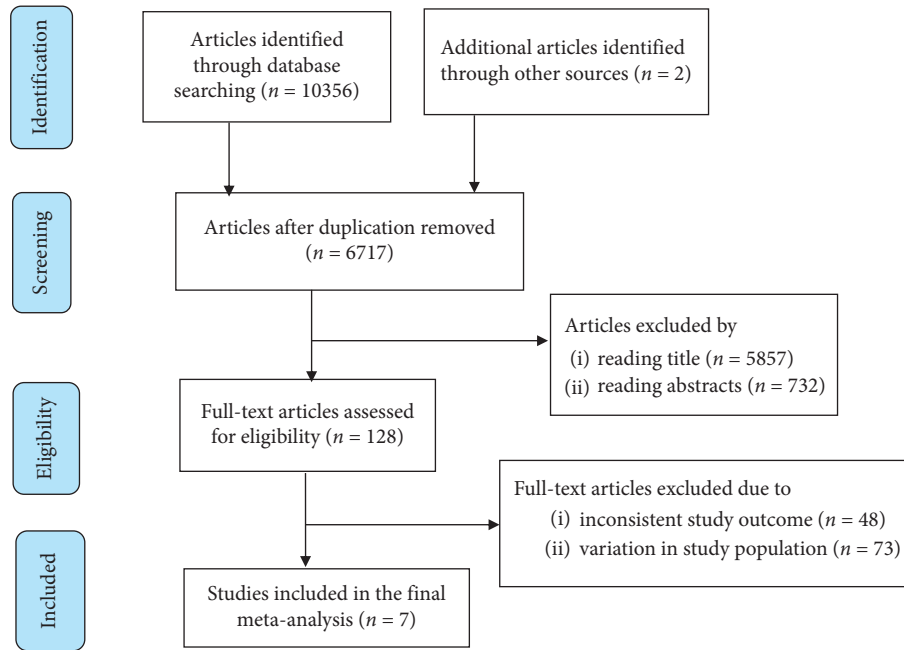 Identification
Articles identified
through database
searching (n = 10356)
Additional articles identified
through other sources (n = 2)
Screening
Articles after duplication removed
(n = 6717)
Articles excluded by
(i) reading title (n = 5857)
(ii) reading abstracts (n = 732)
Eligibility
Full-text articles assessed
for eligibility (n = 128)
Full-text articles excluded due to
(i) inconsistent study outcome (n = 48)
(ii) variation in study population (n = 73)
Included
Studies included in the final
meta-analysis (n = 7)